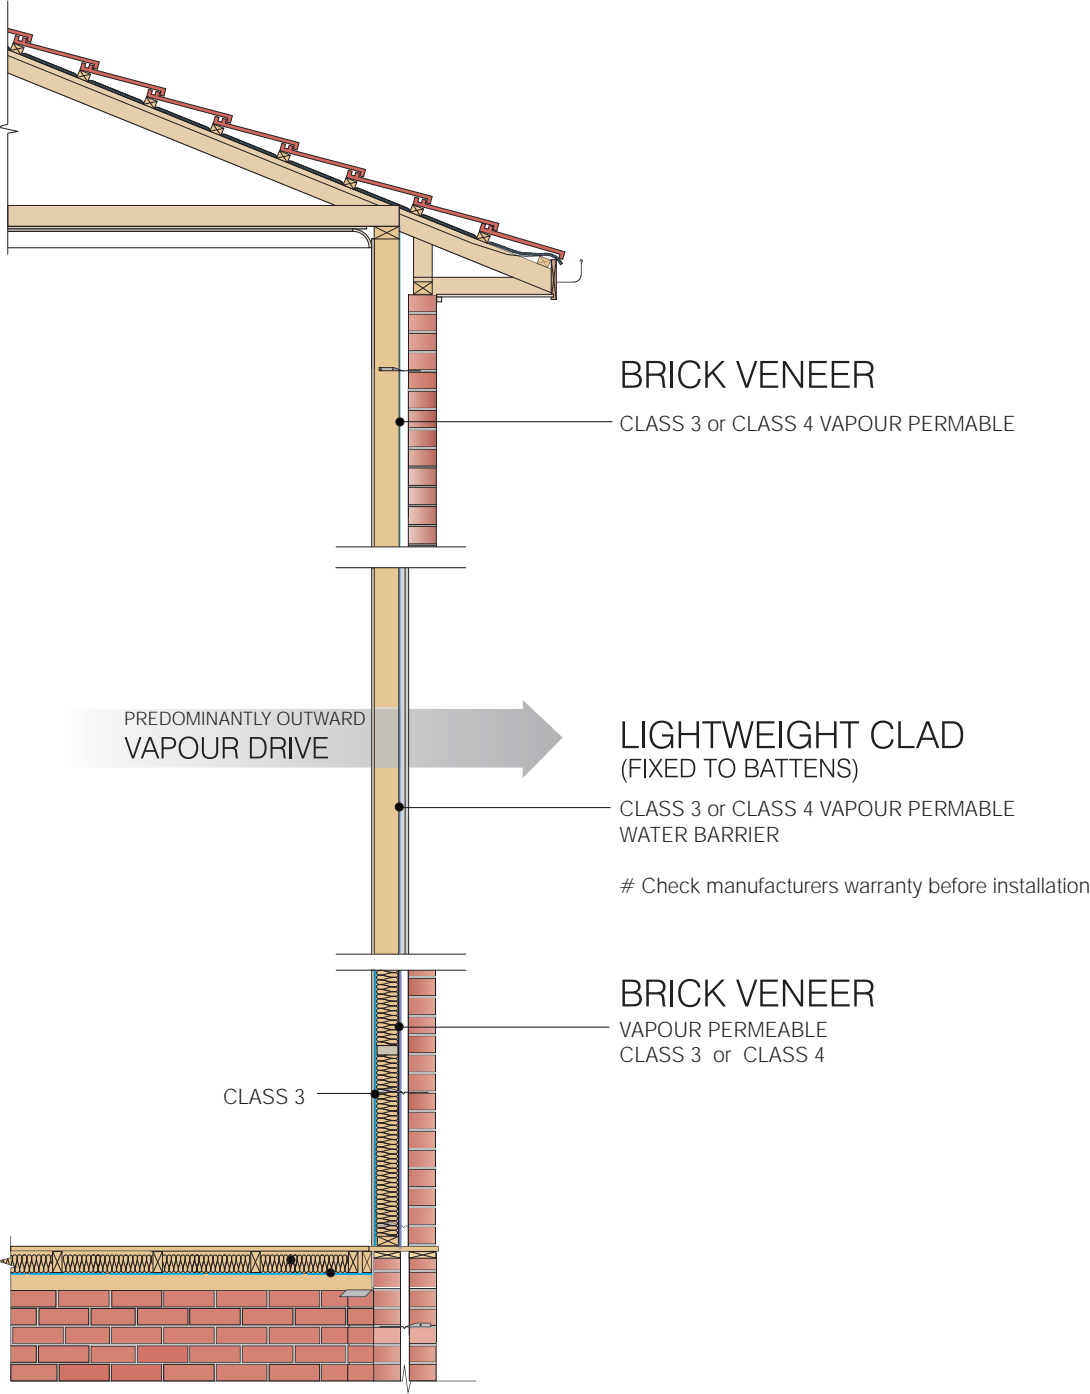 BRICK VENEER
CLASS 3 or CLASS 4 VAPOUR PERMABLE
PREDOMINANTLY OUTWARD
VAPOUR DRIVE
LIGHTWEIGHT CLAD
(FIXED TO BATTENS)
CLASS 3 or CLASS 4 VAPOUR PERMABLE
WATER BARRIER
# Check manufacturers warranty before installation
BRICK VENEER
VAPOUR PERMEABLE
CLASS 3 or CLASS 4
CLASS 3